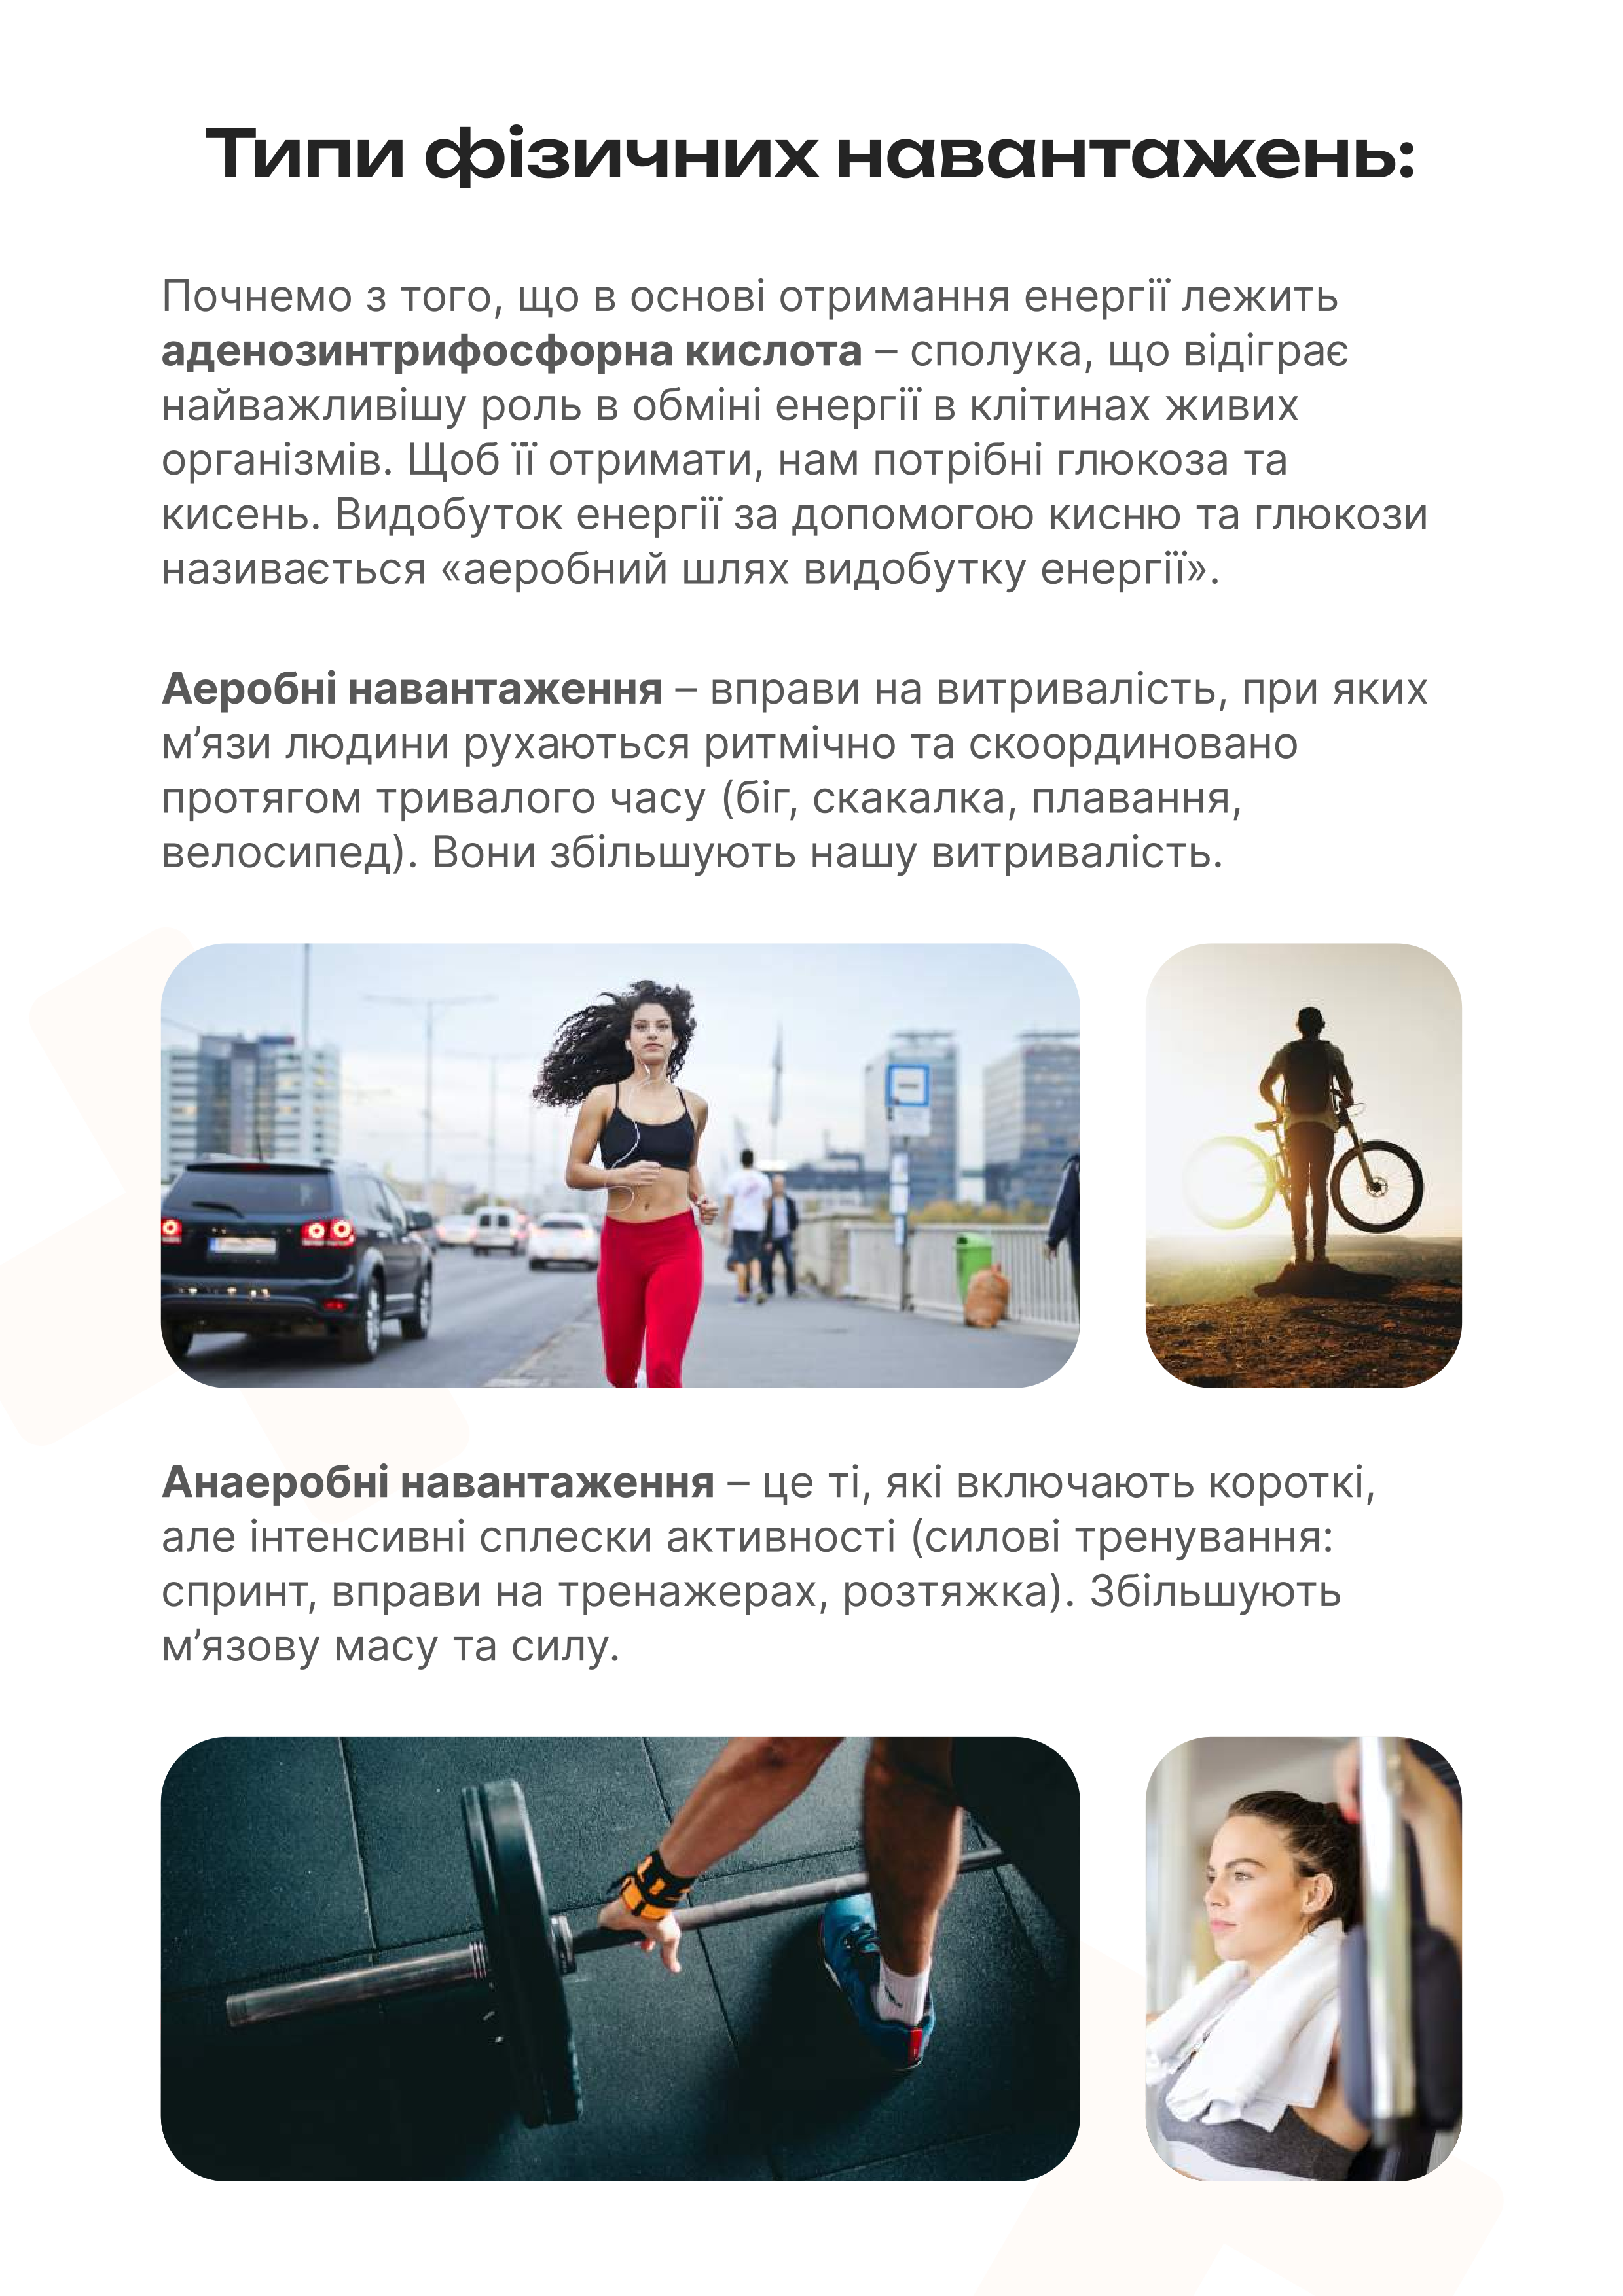 Типи фізичних навантажень:
Почнемо з того, що в основі отримання енергії лежить
аденозинтрифосфорна кислота – сполука, що відіграє
найважливішу роль в обміні енергії в клітинах живих
організмів. Щоб її отримати, нам потрібні глюкоза та
кисень. Видобуток енергії за допомогою кисню та глюкози
називається «аеробний шлях видобутку енергії».
Аеробні навантаження – вправи на витривалість, при яких
м’язи людини рухаються ритмічно та скоординовано
протягом тривалого часу (біг, скакалка, плавання,
велосипед). Вони збільшують нашу витривалість.
Анаеробні навантаження – це ті, які включають короткі,
але інтенсивні сплески активності (силові тренування:
спринт, вправи на тренажерах, розтяжка). Збільшують
м’язову масу та силу.